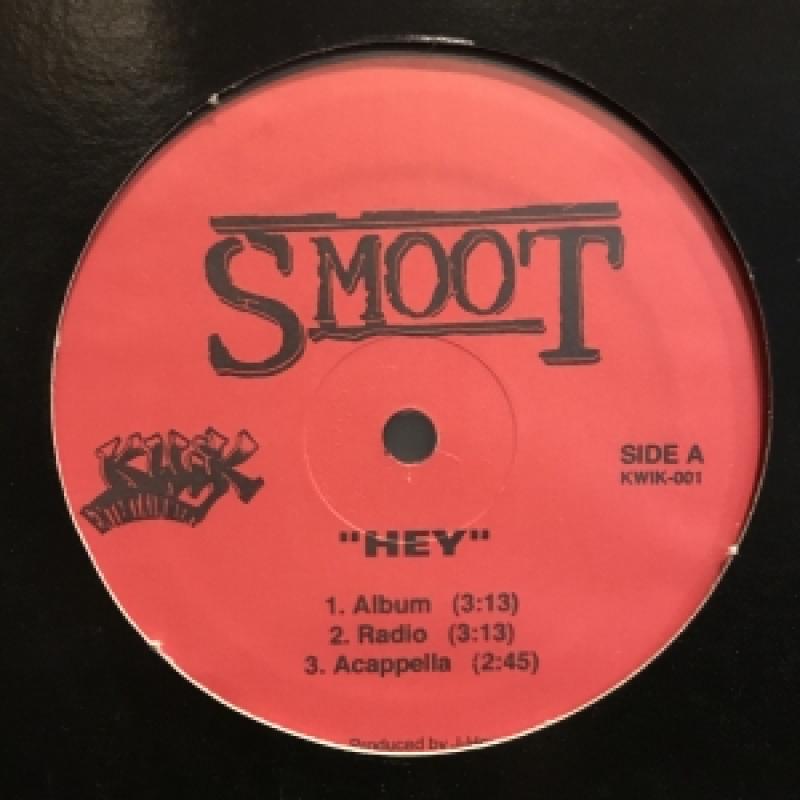 SMOOT
KWIK
SIDE A
KWIK-001
"HEY"
1. Album (3:13)
2. Radio (3:13)
3. Acappella (2:45)
Produced by